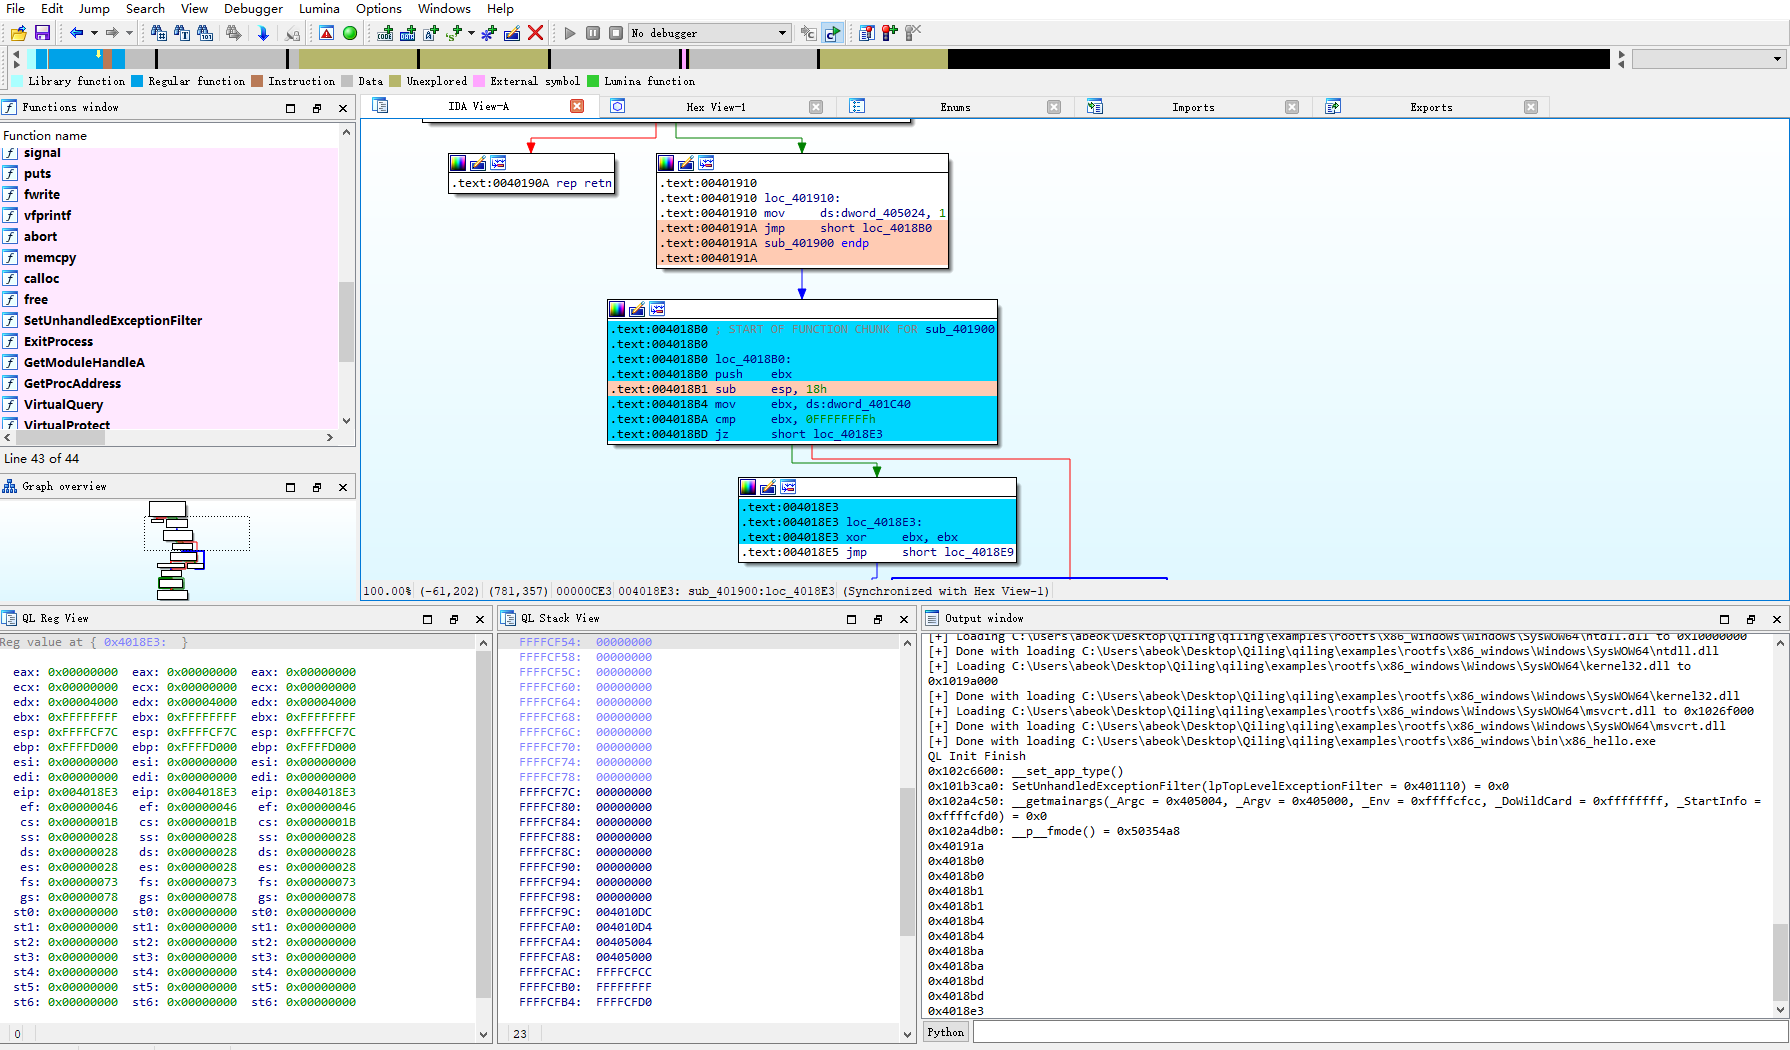 File Edit Jump Search View Debugger Lumina Options Windows Help
No debugger
Library function Regular function Instruction Data Unexplored External symbol Lumina function
Functions window
IDA View-A Hex View-1 Enums Imports Exports
Function name
signal
puts
fwrite
vfprintf
abort
memcpy
calloc
free
SetUnhandledExceptionFilter
ExitProcess
GetModuleHandleA
GetProcAddress
VirtualQuery
VirtualProtect
Line 43 of 44
Graph overview
.text:0040190A rep retn
.text:00401910
.text:00401910 loc_401910:
.text:00401910 mov ds:dword_405024, 1
.text:0040191A jmp short loc_4018B0
.text:0040191A sub_401900 endp
.text:0040191A
.text:004018B0 ; START OF FUNCTION CHUNK FOR sub_401900
.text:004018B0
.text:004018B0 loc_4018B0:
.text:004018B0 push ebx
.text:004018B1 sub esp, 18h
.text:004018B4 mov ebx, ds:dword_401C40
.text:004018BA cmp ebx, 0FFFFFFFFh
.text:004018BD jz short loc_4018E3
.text:004018E3
.text:004018E3 loc_4018E3:
.text:004018E3 xor ebx, ebx
.text:004018E5 jmp short loc_4018E9
100.00% (-61,202) (781,357) 00000CE3 004018E3: sub_401900:loc_4018E3 (Synchronized with Hex View-1)
QL Reg View
Reg value at { 0x4018E3: }
eax: 0x00000000 eax: 0x00000000 eax: 0x00000000
ecx: 0x00000000 ecx: 0x00000000 ecx: 0x00000000
edx: 0x00004000 edx: 0x00004000 edx: 0x00004000
ebx: 0xFFFFFFFF ebx: 0xFFFFFFFF ebx: 0xFFFFFFFF
esp: 0xFFFFCF7C esp: 0xFFFFCF7C esp: 0xFFFFCF7C
ebp: 0xFFFFD000 ebp: 0xFFFFD000 ebp: 0xFFFFD000
esi: 0x00000000 esi: 0x00000000 esi: 0x00000000
edi: 0x00000000 edi: 0x00000000 edi: 0x00000000
eip: 0x004018E3 eip: 0x004018E3 eip: 0x004018E3
ef: 0x00000046 ef: 0x00000046 ef: 0x00000046
cs: 0x0000001B cs: 0x0000001B cs: 0x0000001B
ss: 0x00000028 ss: 0x00000028 ss: 0x00000028
ds: 0x00000028 ds: 0x00000028 ds: 0x00000028
es: 0x00000028 es: 0x00000028 es: 0x00000028
fs: 0x00000073 fs: 0x00000073 fs: 0x00000073
gs: 0x00000078 gs: 0x00000078 gs: 0x00000078
st0: 0x00000000 st0: 0x00000000 st0: 0x00000000
st1: 0x00000000 st1: 0x00000000 st1: 0x00000000
st2: 0x00000000 st2: 0x00000000 st2: 0x00000000
st3: 0x00000000 st3: 0x00000000 st3: 0x00000000
st4: 0x00000000 st4: 0x00000000 st4: 0x00000000
st5: 0x00000000 st5: 0x00000000 st5: 0x00000000
st6: 0x00000000 st6: 0x00000000 st6: 0x00000000
0
QL Stack View
FFFFCF54: 00000000
FFFFCF58: 00000000
FFFFCF5C: 00000000
FFFFCF60: 00000000
FFFFCF64: 00000000
FFFFCF68: 00000000
FFFFCF6C: 00000000
FFFFCF70: 00000000
FFFFCF74: 00000000
FFFFCF78: 00000000
FFFFCF7C: 00000000
FFFFCF80: 00000000
FFFFCF84: 00000000
FFFFCF88: 00000000
FFFFCF8C: 00000000
FFFFCF90: 00000000
FFFFCF94: 00000000
FFFFCF98: 00000000
FFFFCF9C: 004010DC
FFFFCFA0: 004010D4
FFFFCFA4: 00405004
FFFFCFA8: 00405000
FFFFCFAC: FFFFCFCC
FFFFCFB0: FFFFFFFF
FFFFCFB4: FFFFCFD0
23
Output window
[+] Loading C:\Users\abeok\Desktop\Qiling\qiling\examples\rootfs\x86_windows\Windows\SysWOW64\ntdll.dll to 0x10000000
[+] Done with loading C:\Users\abeok\Desktop\Qiling\qiling\examples\rootfs\x86_windows\Windows\SysWOW64\ntdll.dll
[+] Loading C:\Users\abeok\Desktop\Qiling\qiling\examples\rootfs\x86_windows\Windows\SysWOW64\kernel32.dll to
0x1019a000
[+] Done with loading C:\Users\abeok\Desktop\Qiling\qiling\examples\rootfs\x86_windows\Windows\SysWOW64\kernel32.dll
[+] Loading C:\Users\abeok\Desktop\Qiling\qiling\examples\rootfs\x86_windows\Windows\SysWOW64\msvcrt.dll to 0x1026f000
[+] Done with loading C:\Users\abeok\Desktop\Qiling\qiling\examples\rootfs\x86_windows\Windows\SysWOW64\msvcrt.dll
[+] Done with loading C:\Users\abeok\Desktop\Qiling\qiling\examples\rootfs\x86_windows\bin\x86_hello.exe
QL Init Finish
0x102c6600: __set_app_type()
0x101b3ca0: SetUnhandledExceptionFilter(lpTopLevelExceptionFilter = 0x401110) = 0x0
0x102a4c50: __getmainargs(_Argc = 0x405004, _Argv = 0x405000, _Env = 0xffffcfcc, _DoWildCard = 0xffffffff, _StartInfo =
0xffffcfd0) = 0x0
0x102a4db0: __p__fmode() = 0x50354a8
0x40191a
0x4018b0
0x4018b0
0x4018b1
0x4018b1
0x4018b4
0x4018b4
0x4018ba
0x4018ba
0x4018bd
0x4018bd
0x4018e3
Python